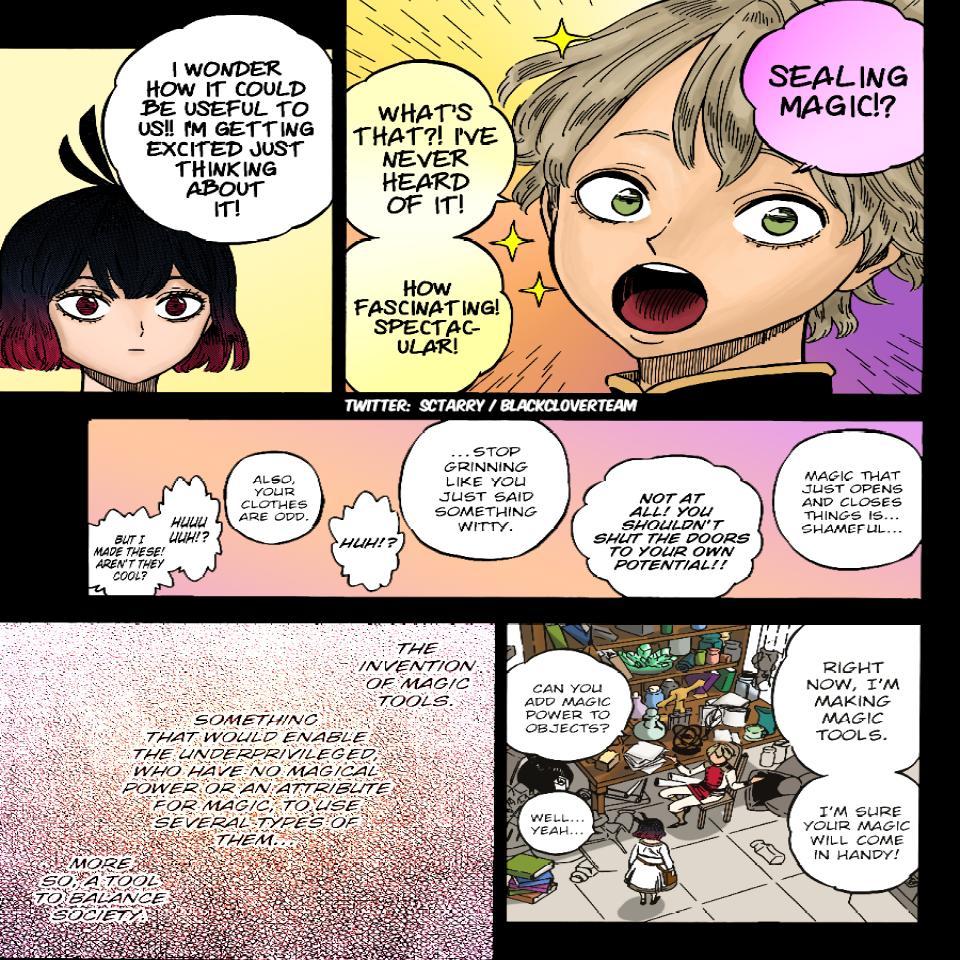 SEALING
MAGIC!?
WHAT'S
THAT?! I'VE
NEVER
HEARD
OF IT!
HOW
FASCINATING!
SPECTAC-
ULAR!
I WONDER
HOW IT COULD
BE USEFUL TO
US!! I'M GETTING
EXCITED JUST
THINKING
ABOUT
IT!
TWITTER: SCTARRY / BLACKCLOVERTEAM
MAGIC THAT
JUST OPENS
AND CLOSES
THINGS IS...
SHAMEFUL...
NOT AT
ALL! YOU
SHOULDN'T
SHUT THE DOORS
TO YOUR OWN
POTENTIAL!!
...STOP
GRINNING
LIKE YOU
JUST SAID
SOMETHING
WITTY.
HUH!?
ALSO,
YOUR
CLOTHES
ARE ODD.
HUUU
UUH!?
BUT I
MADE THESE!
AREN'T THEY
COOL?
RIGHT
NOW, I'M
MAKING
MAGIC
TOOLS.
I'M SURE
YOUR MAGIC
WILL COME
IN HANDY!
CAN YOU
ADD MAGIC
POWER TO
OBJECTS?
WELL...
YEAH...
THE
INVENTION
OF MAGIC
TOOLS.
SOMETHING
THAT WOULD ENABLE
THE UNDERPRIVILEGED,
WHO HAVE NO MAGICAL
POWER OR AN ATTRIBUTE
FOR MAGIC, TO USE
SEVERAL TYPES OF
THEM...
MORE
SO, A TOOL
TO BALANCE
SOCIETY.